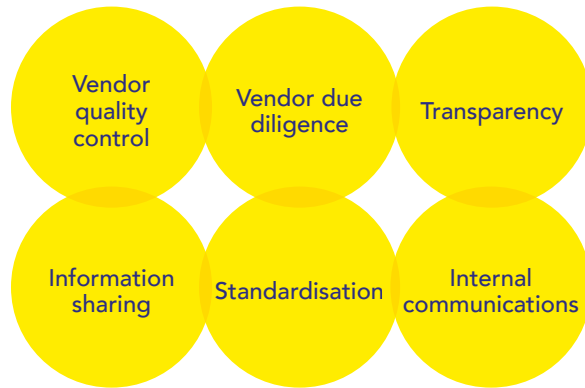 Vendor
quality
control
Vendor due
diligence
Transparency
Information
sharing
Standardisation
Internal
communications